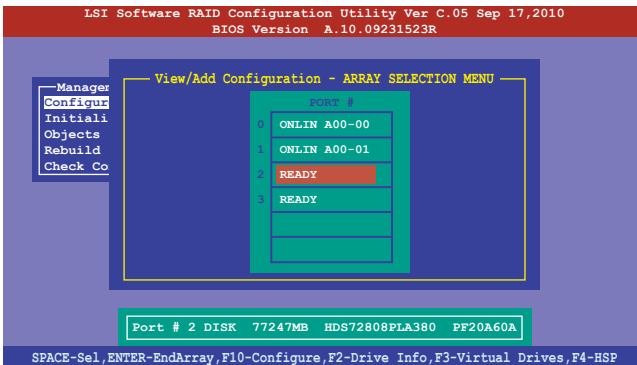 LSI Software RAID Configuration Utility Ver C.05 Sep 17,2010
BIOS Version A.10.09231523R
View/Add Configuration - ARRAY SELECTION MENU
Managem
Configur
Initiali
Objects
Rebuild
Check Co
PORT #
0 ONLIN A00-00
1 ONLIN A00-01
2 READY
3 READY
Port # 2 DISK 77247MB HDS72808PLA380 PF20A60A
SPACE-Sel,ENTER-EndArray,F10-Configure,F2-Drive Info,F3-Virtual Drives,F4-HSP